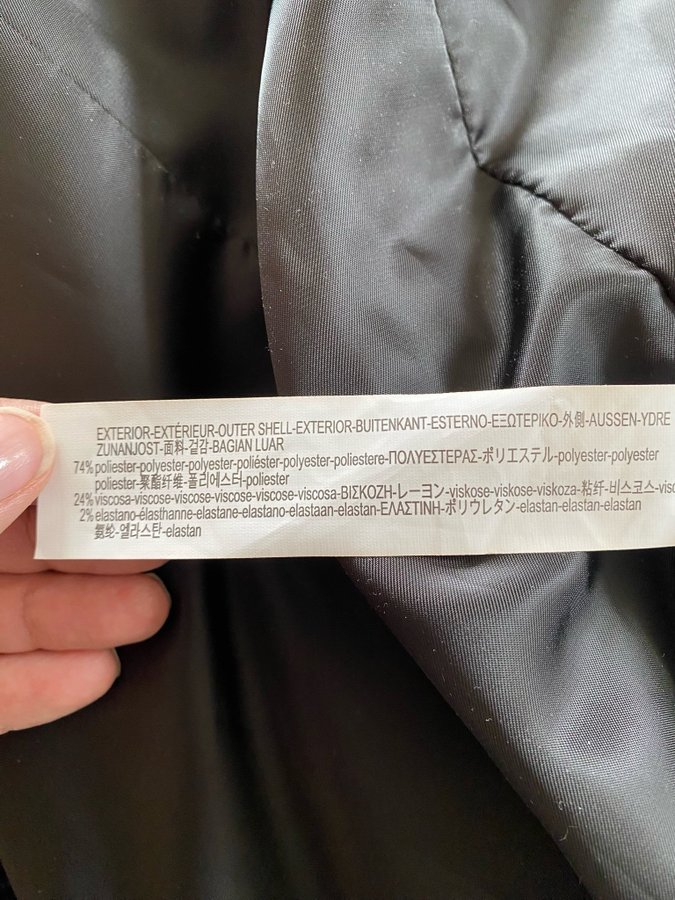 EXTERIOR-EXTÉRIEUR-OUTER SHELL-EXTERIOR-BUITENKANT-ESTERNO-ΕΞΩΤΕΡΙΚΟ-外側-AUSSEN-YDRE
ZUNANJOST-面料-겉감-BAGIAN LUAR
74% poliester-polyester-polyester-poliéster-polyester-poliestere-ΠΟΛΥΕΣΤΕΡΑΣ-ポリエステル-polyester-polyester
poliester-聚酯纤维-폴리에스터-poliester
24% viscosa-viscose-viscose-viscose-viscose-viscosa-ΒΙΣΚΟΖΗ-レーヨン-viskose-viskose-viskoza-粘纤-비스코스-visc
2% elastano-élasthanne-elastane-elastano-elastaan-elastan-ΕΛΑΣΤΙΝΗ-ポリウレタン-elastan-elastan-elastan
氨纶-엘라스탄-elastan